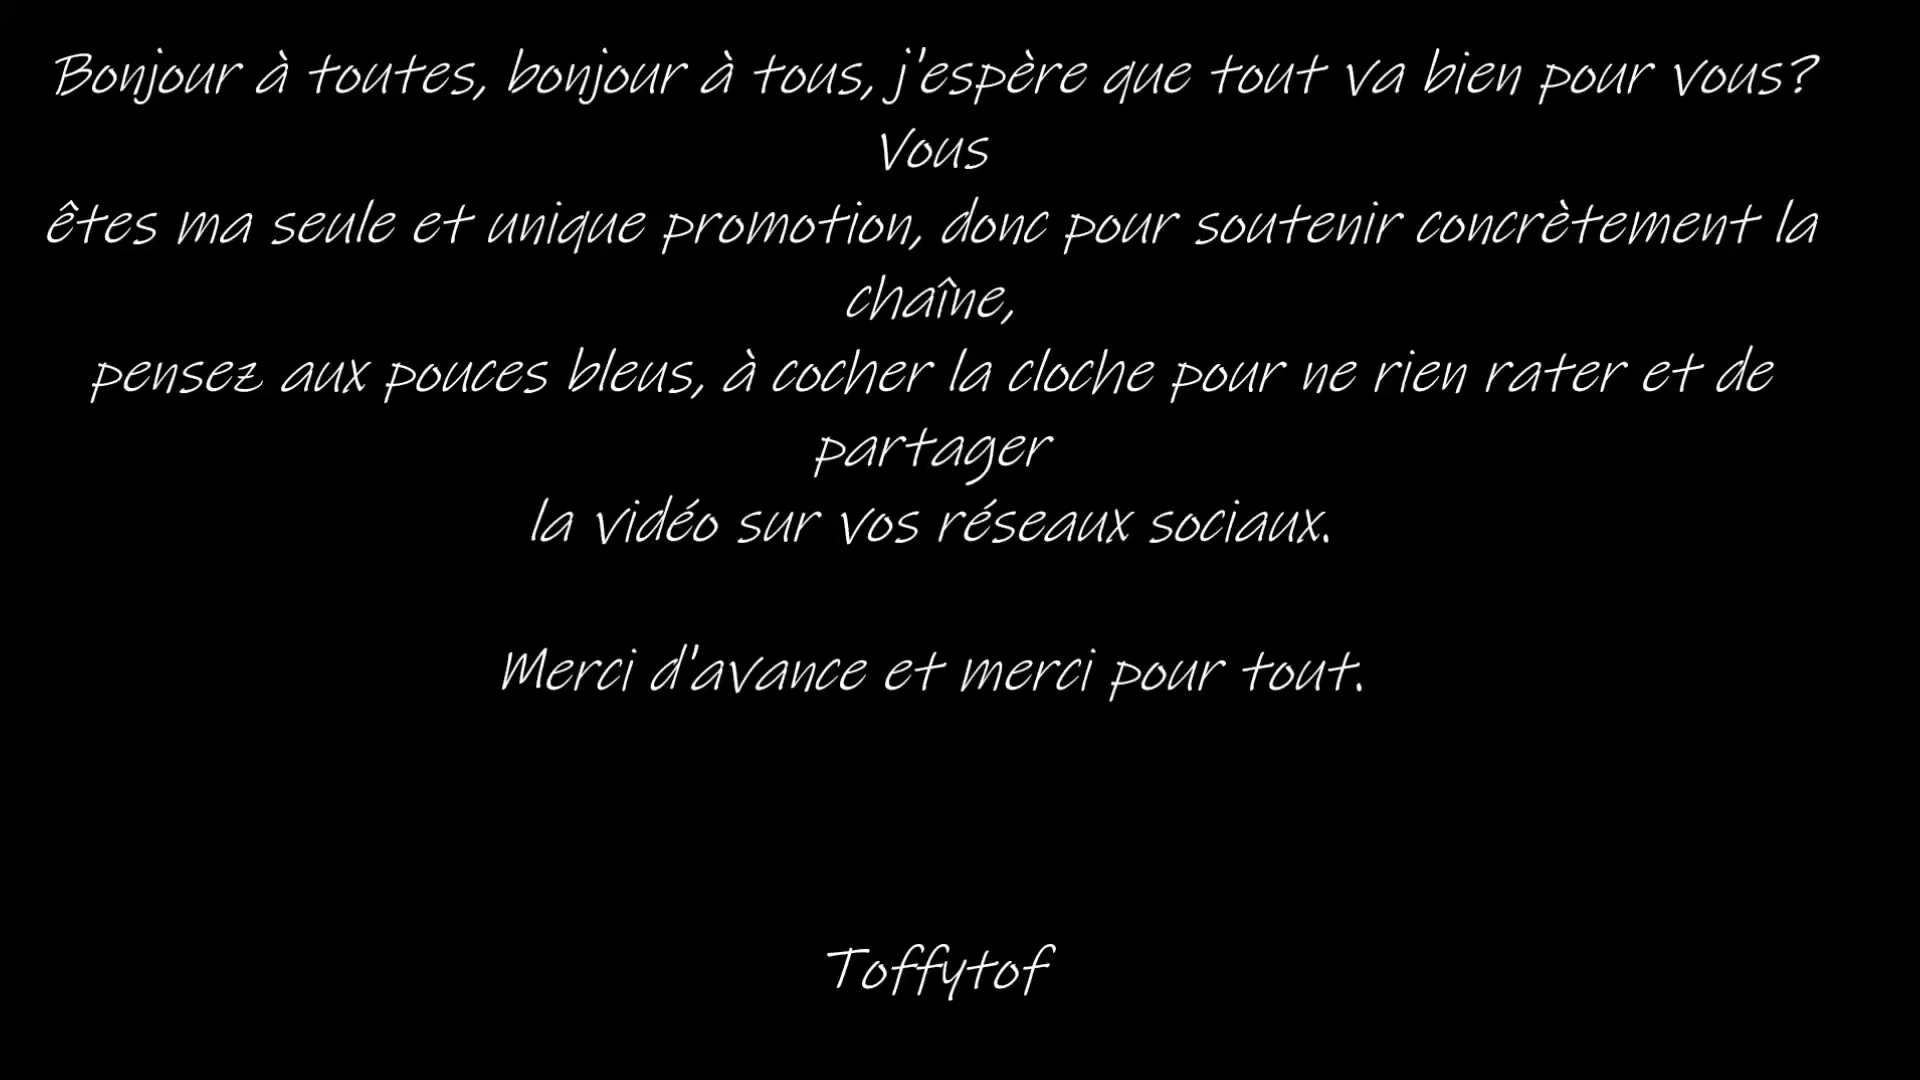 Bonjour à toutes, bonjour à tous, j'espère que tout va bien pour vous?
Vous
êtes ma seule et unique promotion, donc pour soutenir concrètement la
chaîne,
pensez aux pouces bleus, à cocher la cloche pour ne rien rater et de
partager
la vidéo sur vos réseaux sociaux.
Merci d'avance et merci pour tout.
Toffytof